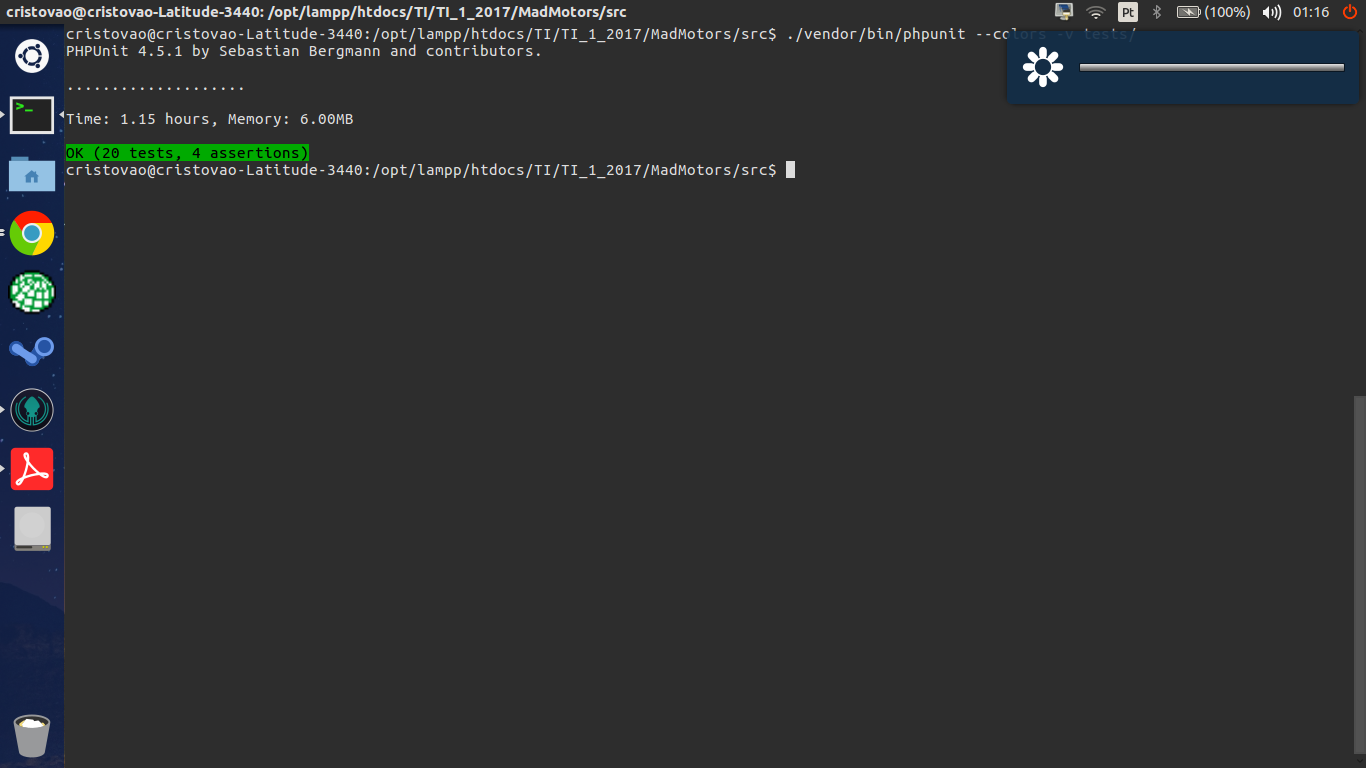 cristovao@cristovao-Latitude-3440: /opt/lampp/htdocs/TI/TI_1_2017/MadMotors/src
Pt
(100%)
01:16
cristovao@cristovao-Latitude-3440:/opt/lampp/htdocs/TI/TI_1_2017/MadMotors/src$ ./vendor/bin/phpunit --colors -v tests/
PHPUnit 4.5.1 by Sebastian Bergmann and contributors.
....................
Time: 1.15 hours, Memory: 6.00MB
OK (20 tests, 4 assertions)
cristovao@cristovao-Latitude-3440:/opt/lampp/htdocs/TI/TI_1_2017/MadMotors/src$
>_